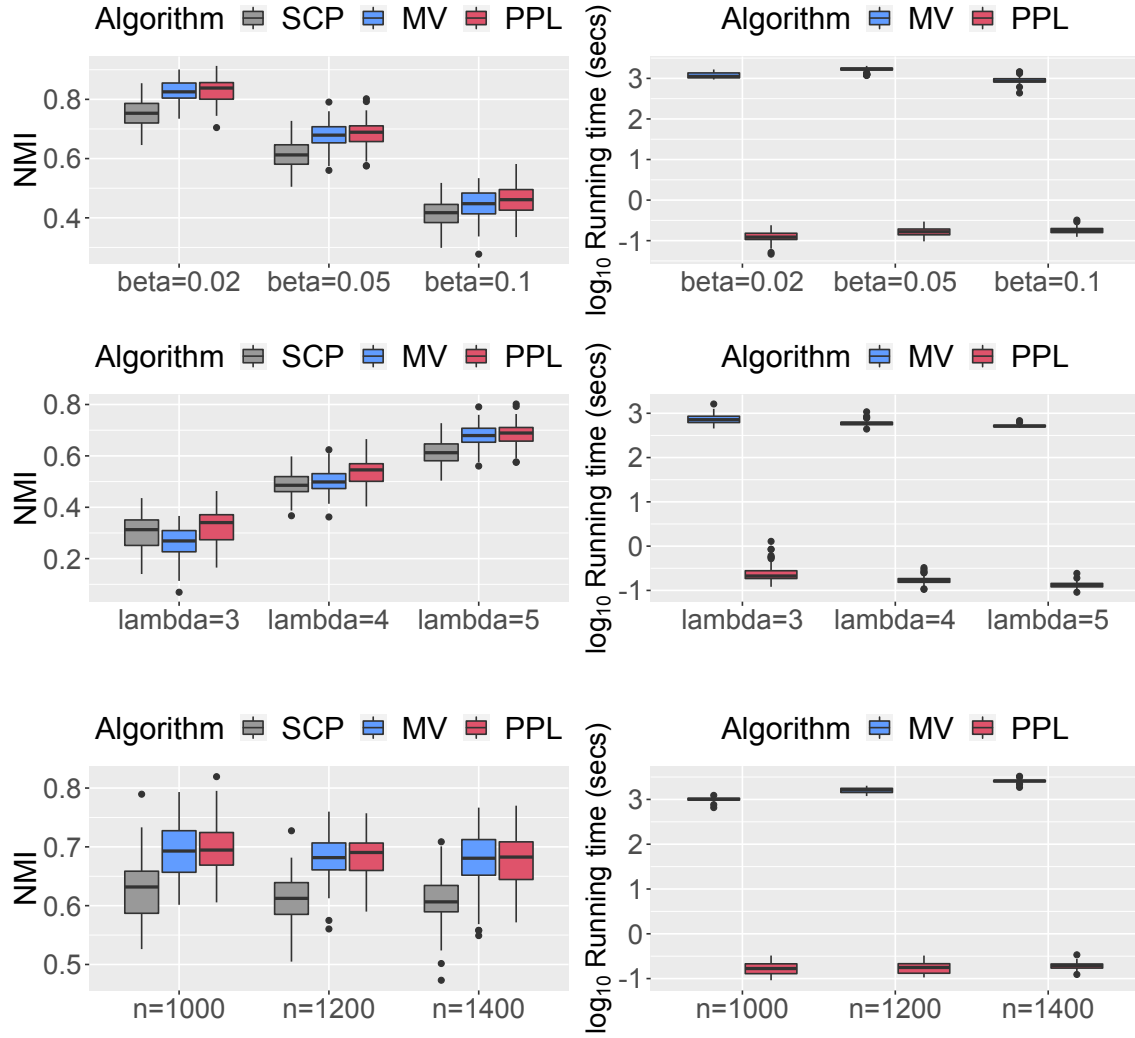 Algorithm SCP MV PPL
NMI
0.8
0.6
0.4
beta=0.02 beta=0.05 beta=0.1
Algorithm MV PPL
log₁₀ Running time (secs)
3
2
1
0
-1
beta=0.02 beta=0.05 beta=0.1
Algorithm SCP MV PPL
NMI
0.8
0.6
0.4
0.2
lambda=3 lambda=4 lambda=5
Algorithm MV PPL
log₁₀ Running time (secs)
3
2
1
0
-1
lambda=3 lambda=4 lambda=5
Algorithm SCP MV PPL
NMI
0.8
0.7
0.6
0.5
n=1000 n=1200 n=1400
Algorithm MV PPL
log₁₀ Running time (secs)
3
2
1
0
-1
n=1000 n=1200 n=1400